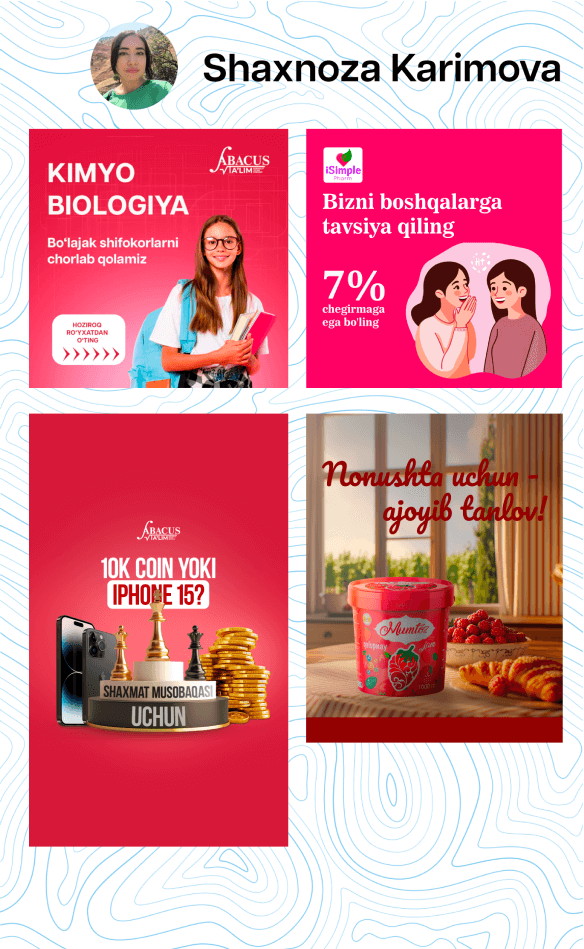 Shaxnoza Karimova
KIMYO
BIOLOGIYA
ABACUS
TA'LIM
Bo'lajak shifokorlarni
chorlab qolamiz
HOZIROQ
RO'YXATDAN
O'TING
iSimple
Pharm
Bizni boshqalarga
tavsiya qiling
7%
chegirmaga
ega bo'ling
ABACUS
TA'LIM
10K COIN YOKI
IPHONE 15?
SHAXMAT MUSOBAQASI
UCHUN
Nonushta uchun -
ajoyib tanlov!
Mumtoz